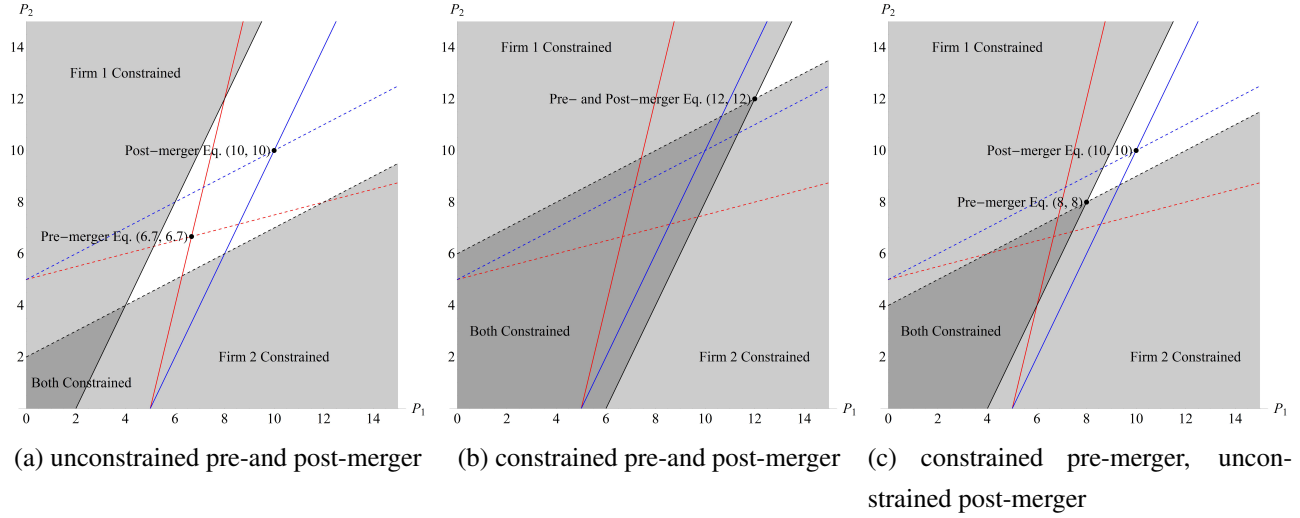 P2
14
12
10
8
6
4
2
0
2
4
6
8
10
12
14
P1
Firm 1 Constrained
Post−merger Eq. (10, 10)
Pre−merger Eq. (6.7, 6.7)
Firm 2 Constrained
Both Constrained
(a) unconstrained pre-and post-merger
P2
14
12
10
8
6
4
2
0
2
4
6
8
10
12
14
P1
Firm 1 Constrained
Pre− and Post−merger Eq. (12, 12)
Both Constrained
Firm 2 Constrained
(b) constrained pre-and post-merger
P2
14
12
10
8
6
4
2
0
2
4
6
8
10
12
14
P1
Firm 1 Constrained
Post−merger Eq. (10, 10)
Pre−merger Eq. (8, 8)
Both Constrained
Firm 2 Constrained
(c) constrained pre-merger, uncon-
strained post-merger